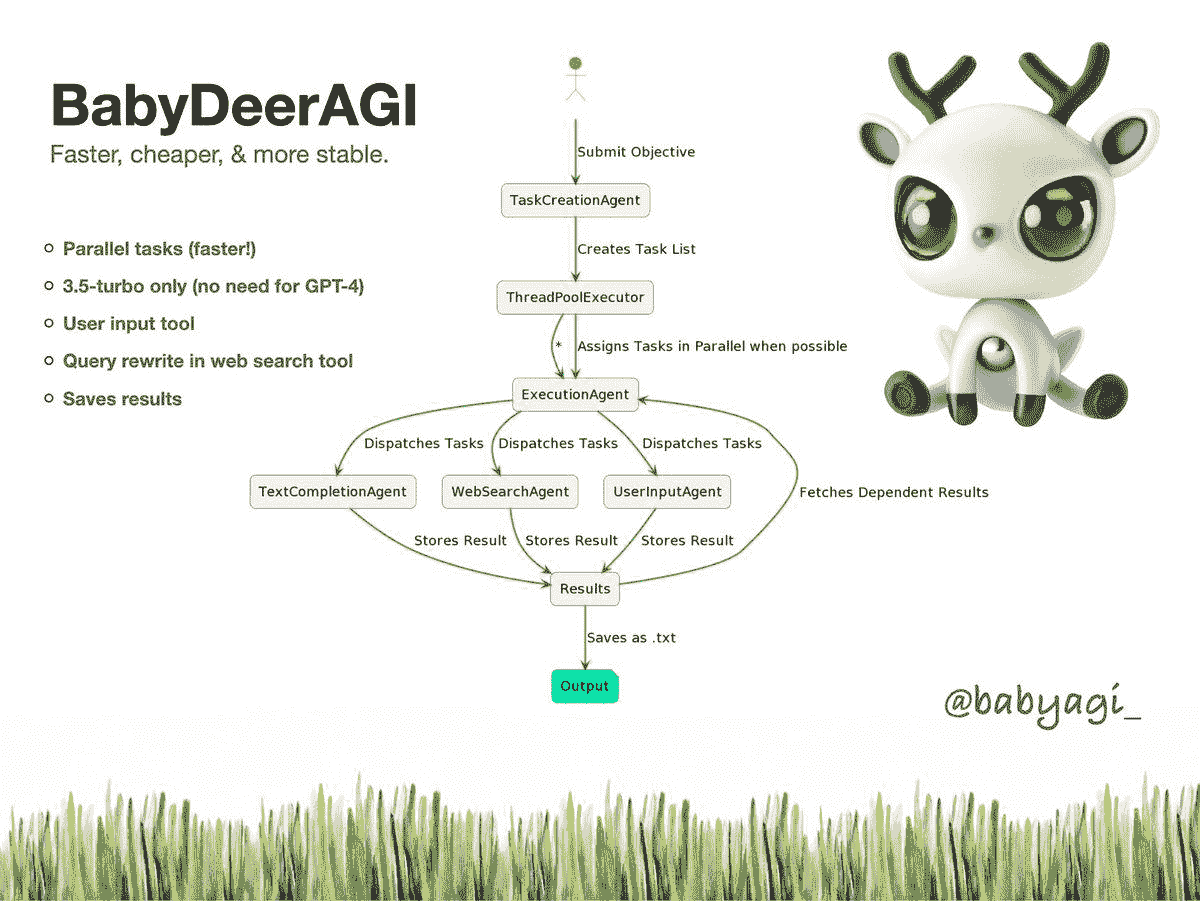 BabyDeerAGI
Faster, cheaper, & more stable.
Parallel tasks (faster!)
3.5-turbo only (no need for GPT-4)
User input tool
Query rewrite in web search tool
Saves results
Submit Objective
TaskCreationAgent
Creates Task List
ThreadPoolExecutor
* Assigns Tasks in Parallel when possible
ExecutionAgent
Dispatches Tasks Dispatches Tasks Dispatches Tasks
TextCompletionAgent WebSearchAgent UserInputAgent
Fetches Dependent Results
Stores Result Stores Result Stores Result
Results
Saves as .txt
Output
@babyagi_